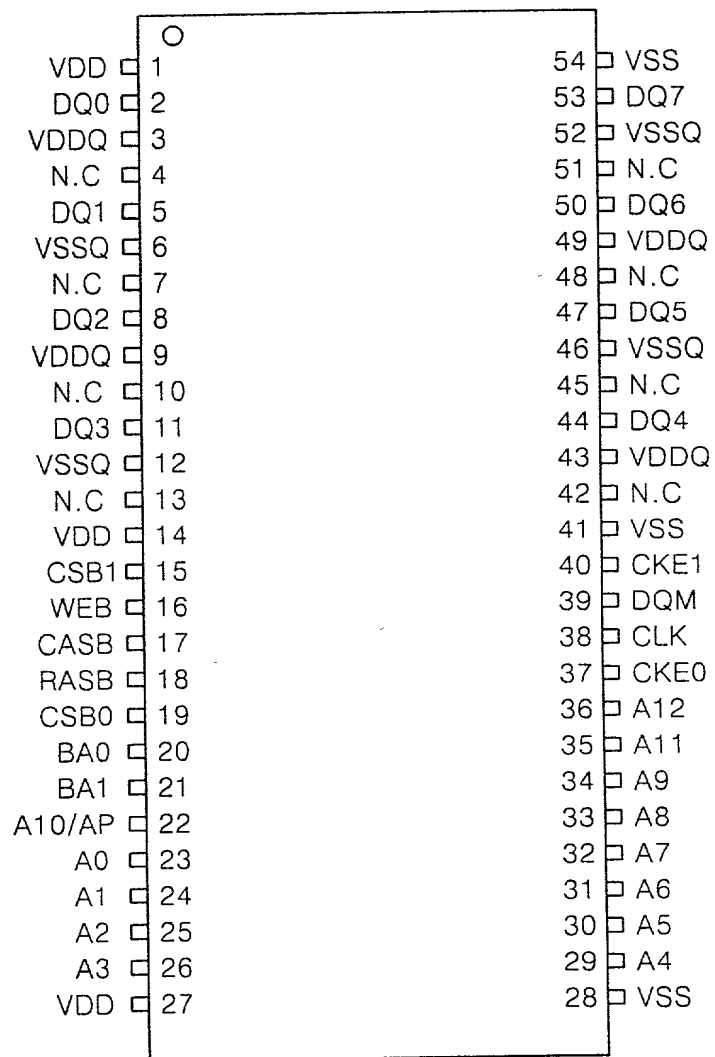 VDD 1 54 VSS
DQ0 2 53 DQ7
VDDQ 3 52 VSSQ
N.C 4 51 N.C
DQ1 5 50 DQ6
VSSQ 6 49 VDDQ
N.C 7 48 N.C
DQ2 8 47 DQ5
VDDQ 9 46 VSSQ
N.C 10 45 N.C
DQ3 11 44 DQ4
VSSQ 12 43 VDDQ
N.C 13 42 N.C
VDD 14 41 VSS
CSB1 15 40 CKE1
WEB 16 39 DQM
CASB 17 38 CLK
RASB 18 37 CKE0
CSB0 19 36 A12
BA0 20 35 A11
BA1 21 34 A9
A10/AP 22 33 A8
A0 23 32 A7
A1 24 31 A6
A2 25 30 A5
A3 26 29 A4
VDD 27 28 VSS